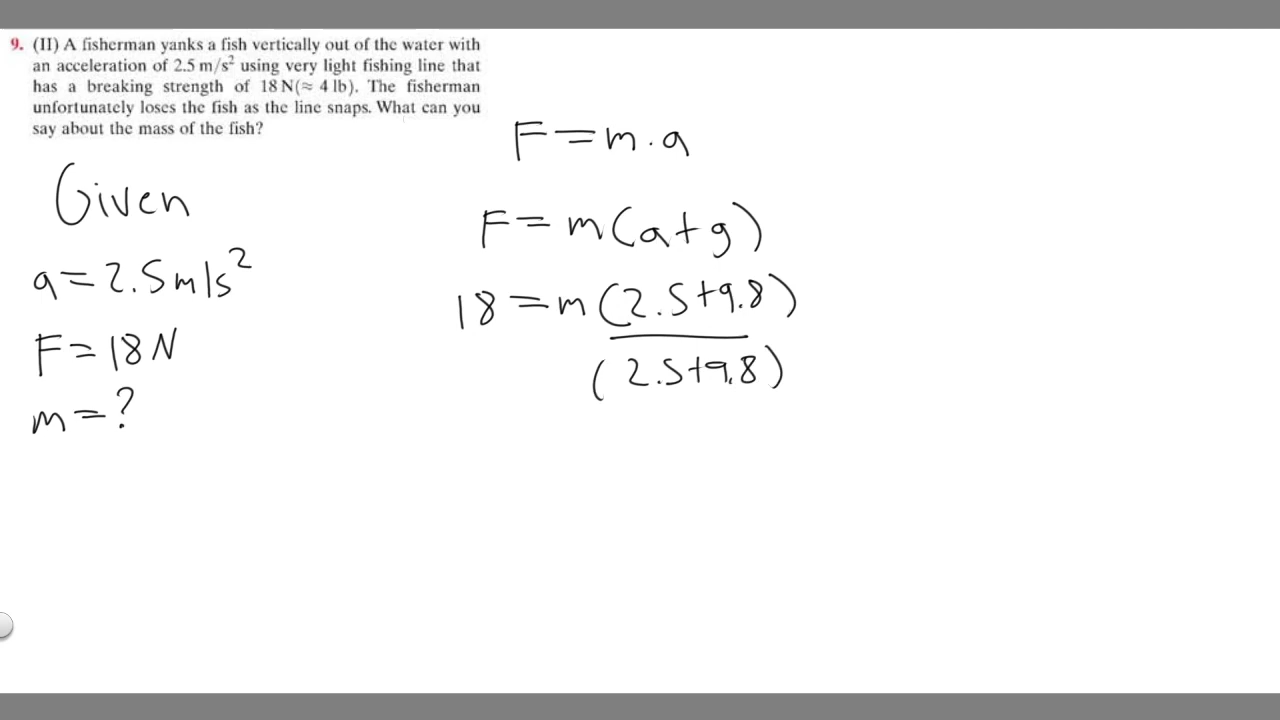 9. (II) A fisherman yanks a fish vertically out of the water with
an acceleration of 2.5 m/s² using very light fishing line that
has a breaking strength of 18 N(≈ 4 lb). The fisherman
unfortunately loses the fish as the line snaps. What can you
say about the mass of the fish?
Given
a=2.5m/s²
F=18N
m=?
F=m.a
F=m(a+g)
18=m(2.5+9.8)
(2.5+9.8)